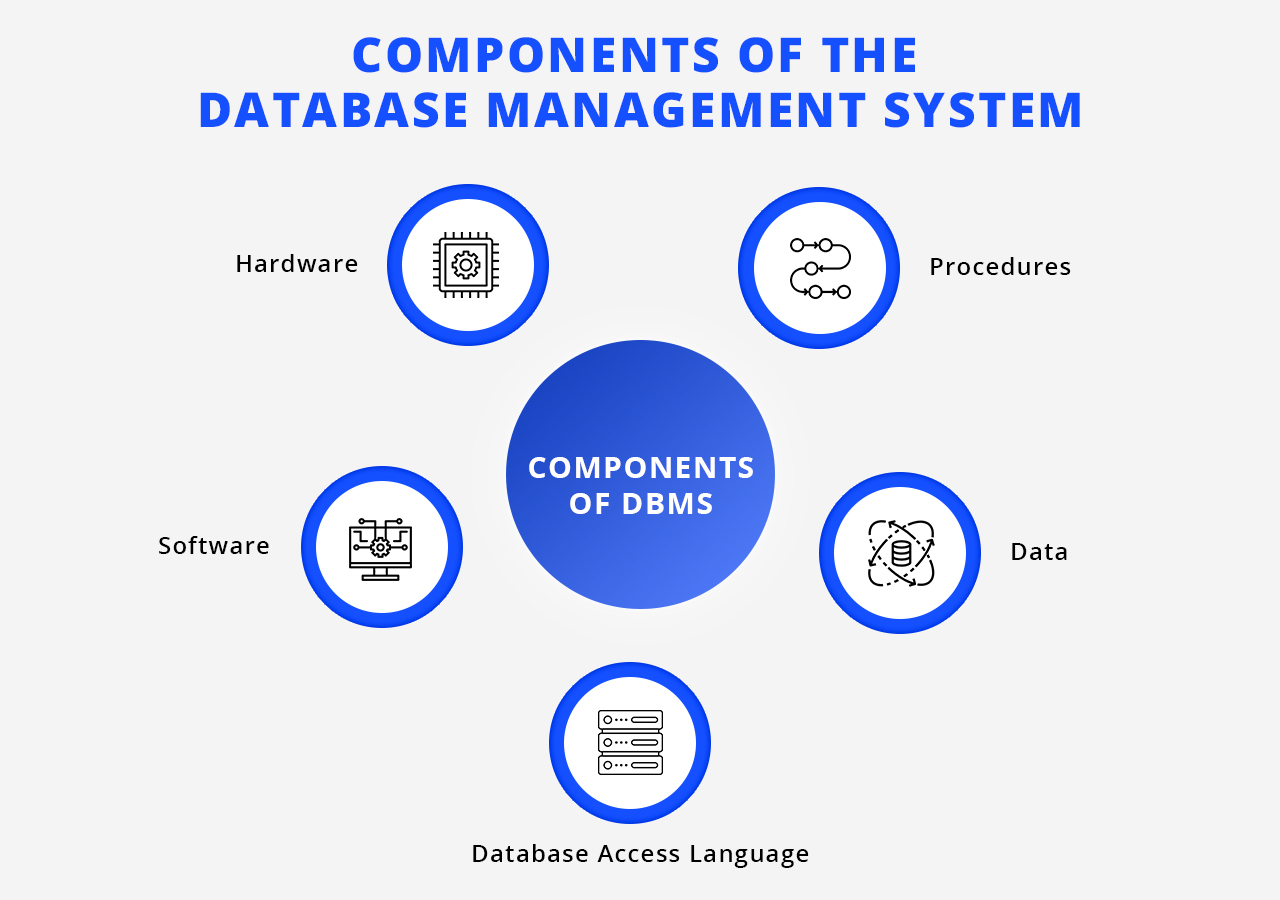 COMPONENTS OF THE
DATABASE MANAGEMENT SYSTEM
Hardware
Procedures
COMPONENTS
OF DBMS
Software
Data
Database Access Language